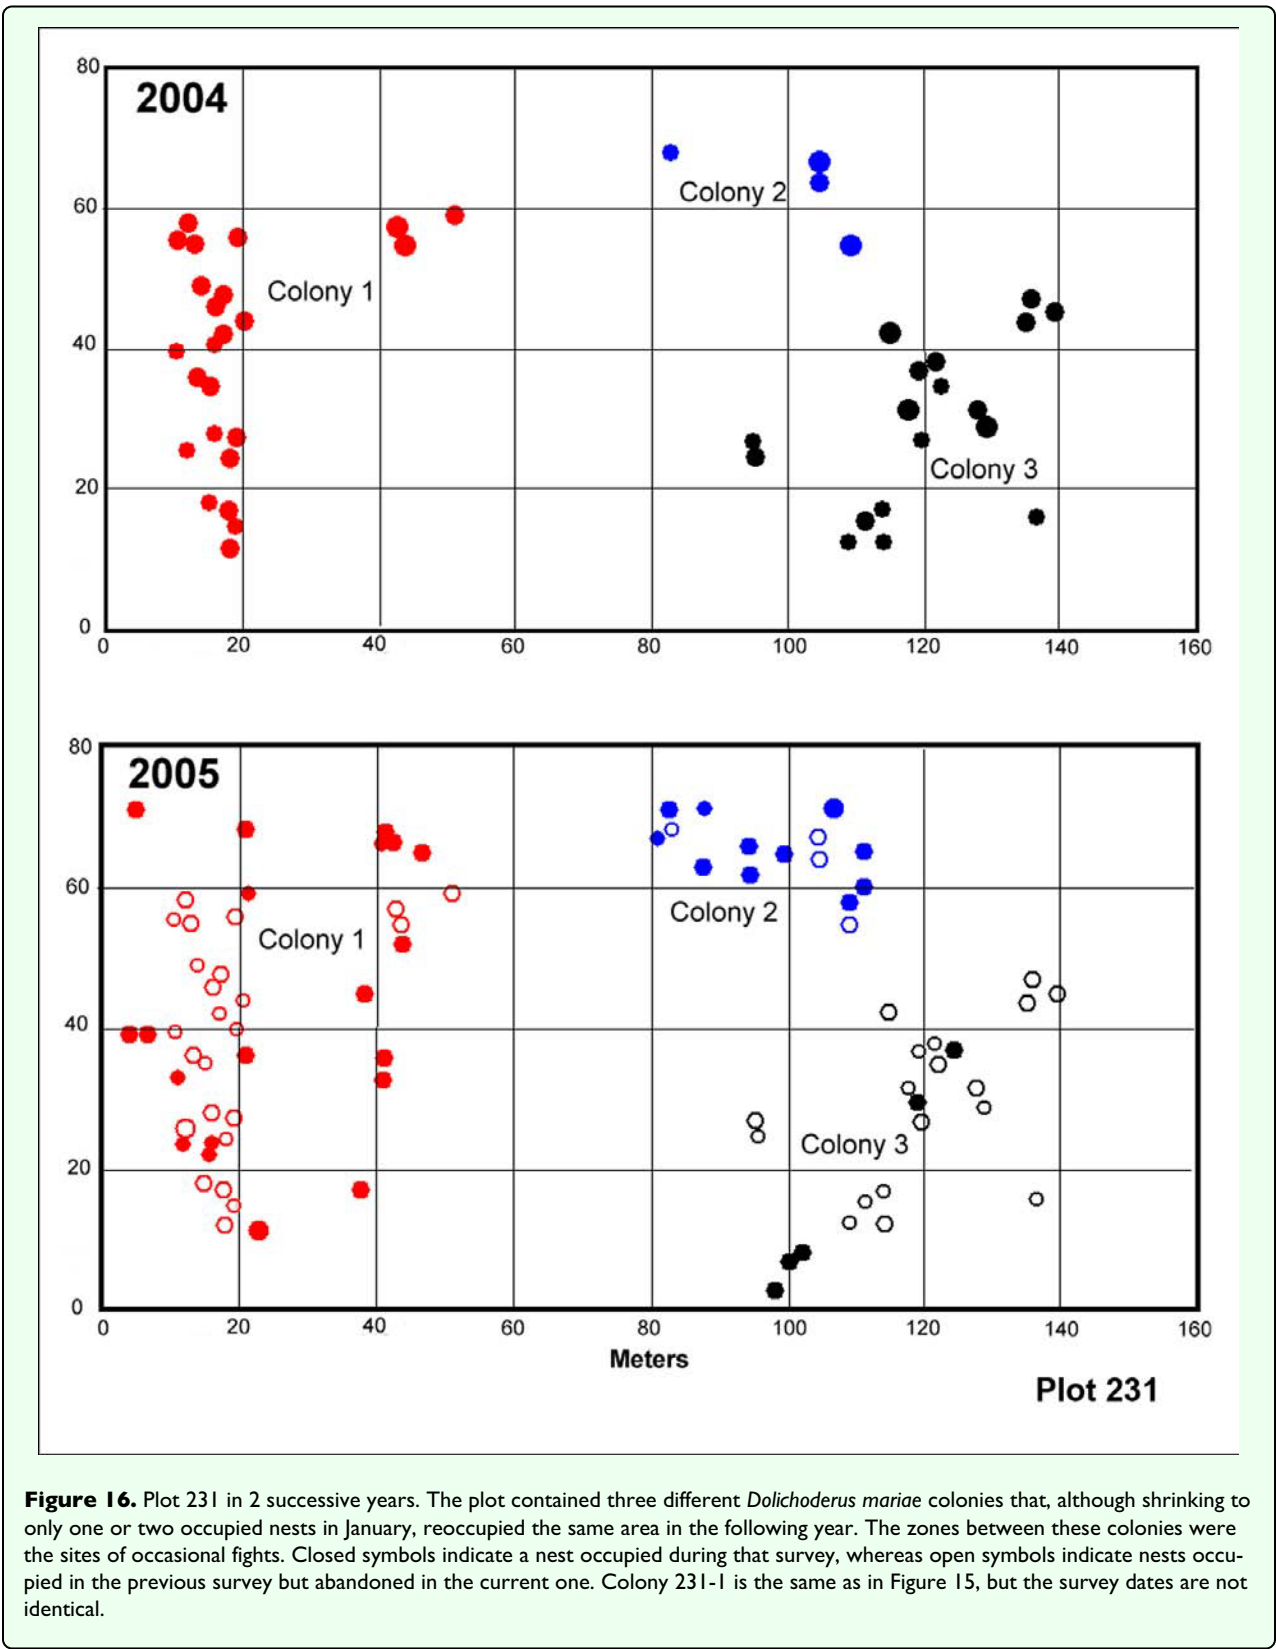 80
2004
Colony 2
60
Colony 1
40
Colony 3
20
0
0 20 40 60 80 100 120 140 160
80
2005
60
Colony 2
Colony 1
40
Colony 3
20
0
0 20 40 60 80 100 120 140 160
Meters
Plot 231
Figure 16. Plot 231 in 2 successive years. The plot contained three different Dolichoderus mariae colonies that, although shrinking to
only one or two occupied nests in January, reoccupied the same area in the following year. The zones between these colonies were
the sites of occasional fights. Closed symbols indicate a nest occupied during that survey, whereas open symbols indicate nests occu-
pied in the previous survey but abandoned in the current one. Colony 231-1 is the same as in Figure 15, but the survey dates are not
identical.